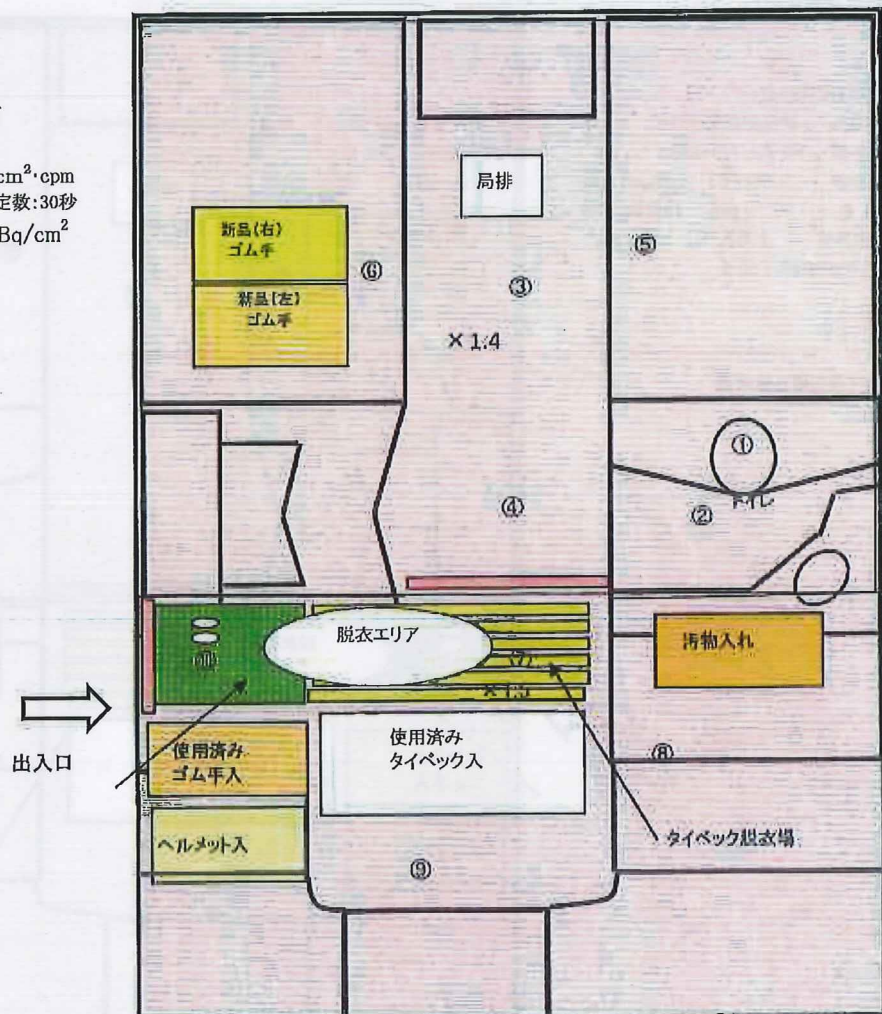 cm²・cpm
定数:30秒
Bq/cm²
局排
新品(右)
ゴム手
⑥
新品(左)
ゴム手
③
⑤
×1.4
①
④
②
トイレ
脱衣エリア
⑩
⑦
汚物入れ
出入口
使用済み
ゴム手入
使用済み
タイベック入
⑧
ヘルメット入
タイベック脱衣場
⑨